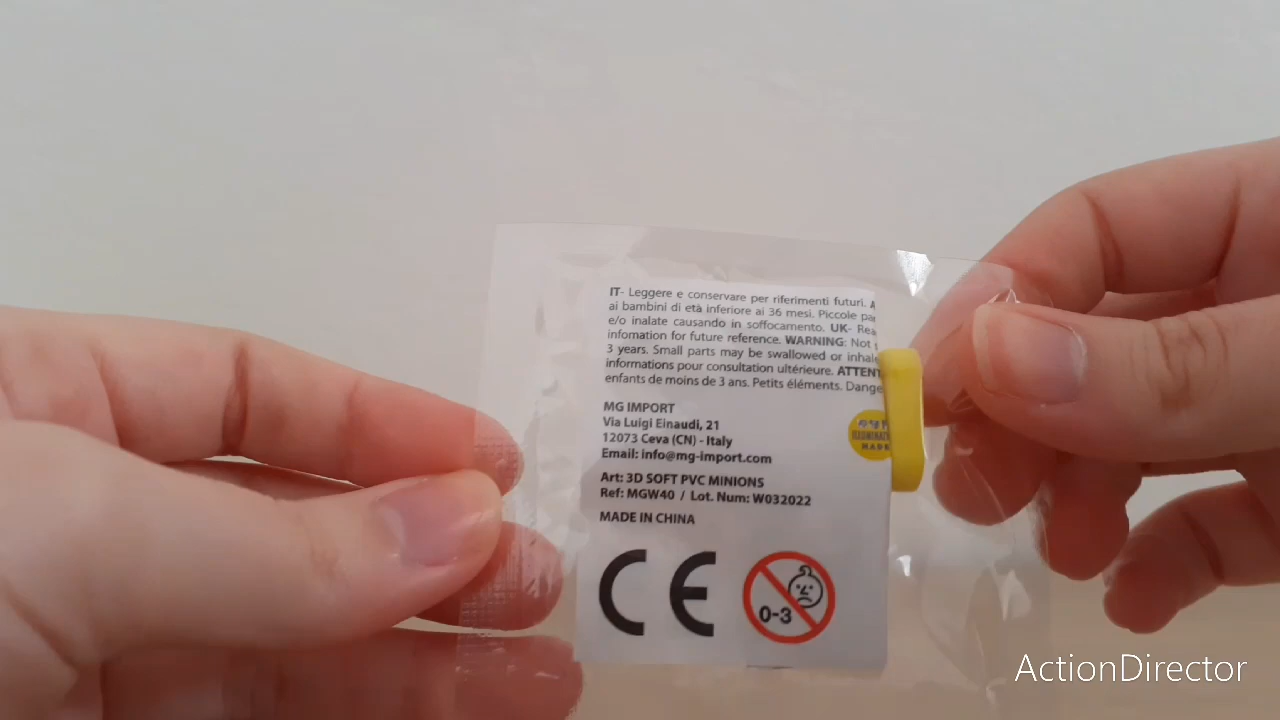 IT- Leggere e conservare per riferimenti futuri.
ai bambini di età inferiore ai 36 mesi. Piccole
e/o inalate causando in soffocamento. UK-
infomation for future reference. WARNING: Not
3 years. Small parts may be swallowed or
informations pour consultation ultérieure.
enfants de moins de 3 ans. Petits éléments.
MG IMPORT
Via Luigi Einaudi, 21
12073 Ceva (CN) - Italy
Email: info@mg-import.com
Art: 3D SOFT PVC MINIONS
Ref: MGW40 / Lot. Num: W032022
MADE IN CHINA
CE
0-3
ActionDirector